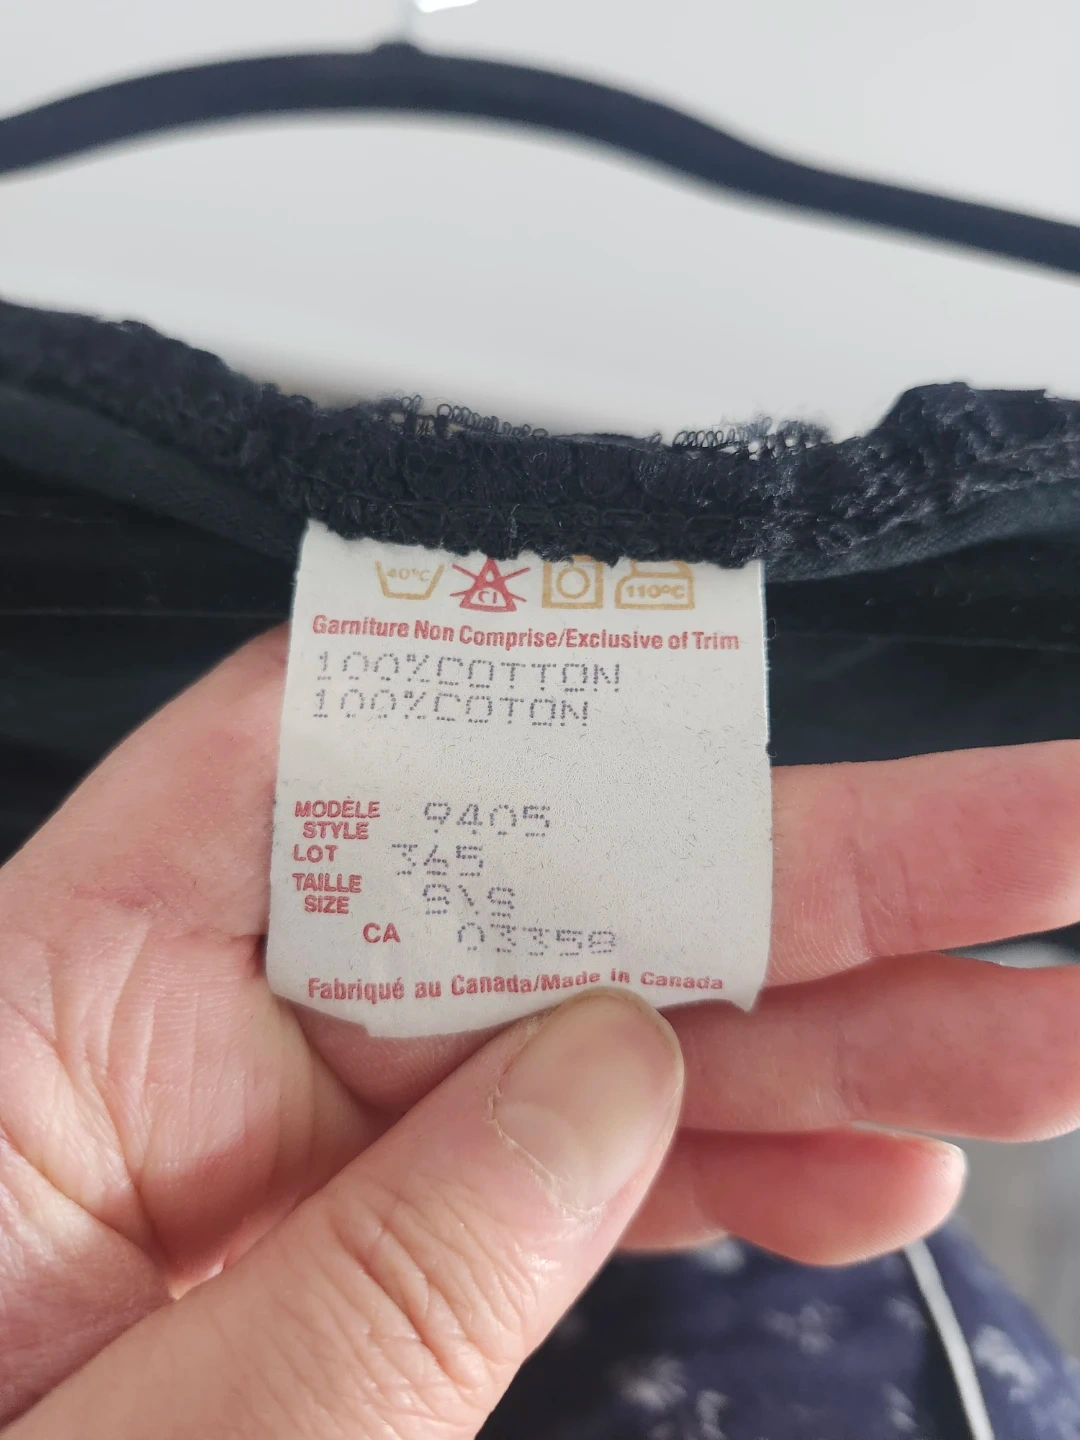 40°C CI 110°C
Garniture Non Comprise/Exclusive of Trim
100%COTTON
100%COTON
MODÈLE
STYLE 9405
LOT 365
TAILLE
SIZE S\S
CA 03358
Fabriqué au Canada/Made in Canada